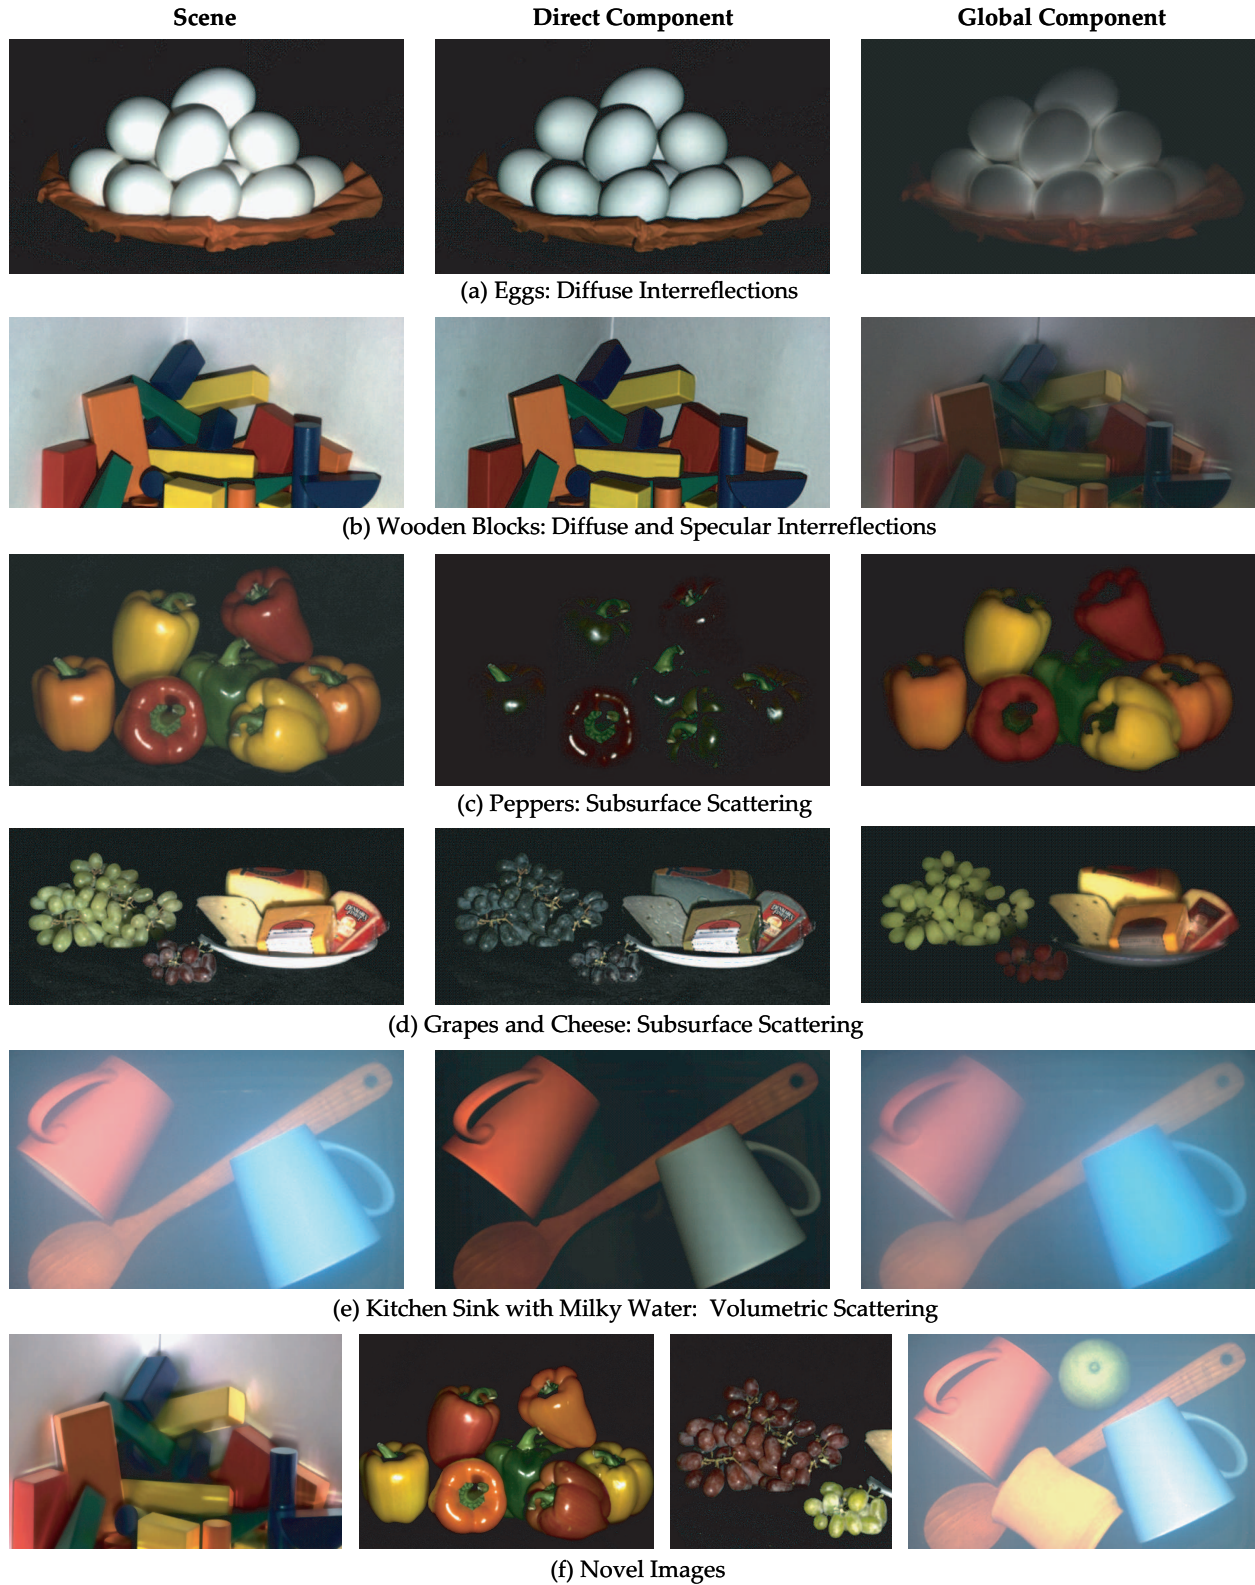 Scene Direct Component Global Component
(a) Eggs: Diffuse Interreflections
(b) Wooden Blocks: Diffuse and Specular Interreflections
(c) Peppers: Subsurface Scattering
(d) Grapes and Cheese: Subsurface Scattering
(e) Kitchen Sink with Milky Water: Volumetric Scattering
(f) Novel Images